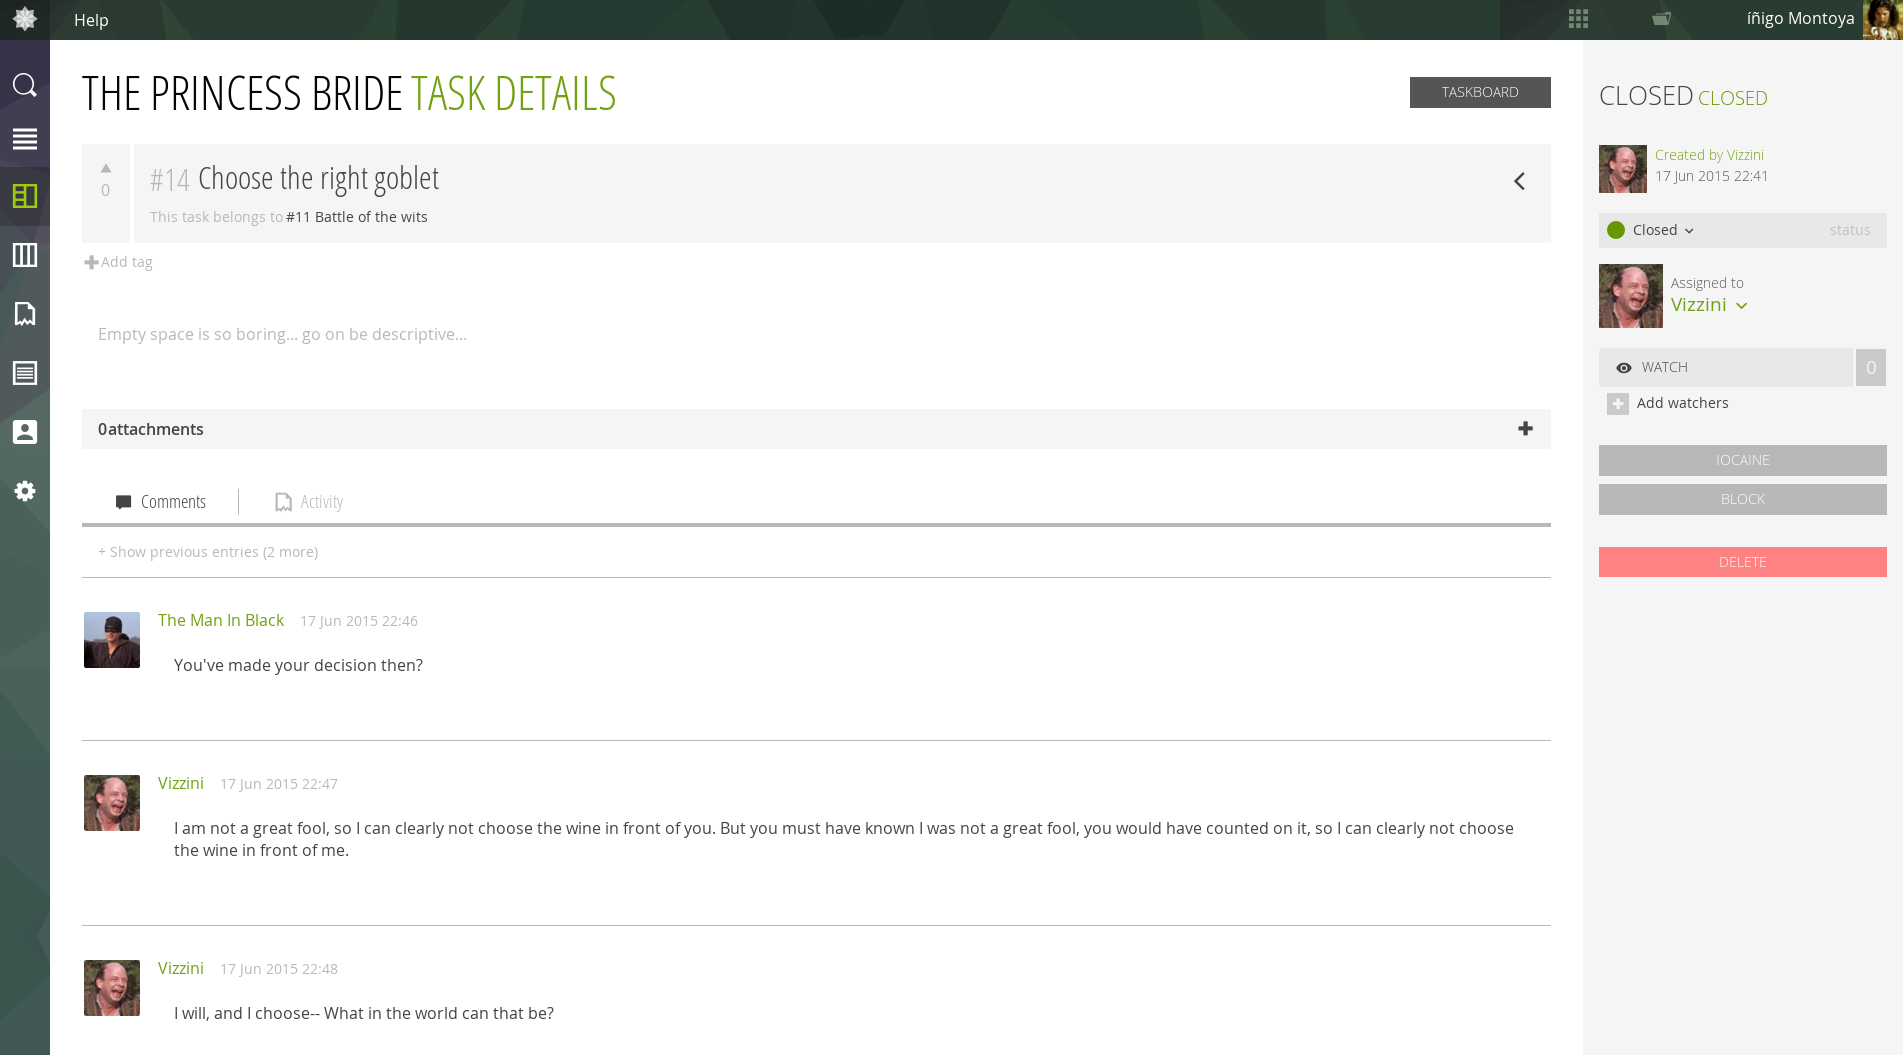 Help
íñigo Montoya
THE PRINCESS BRIDE TASK DETAILS
TASKBOARD
0
#14 Choose the right goblet
This task belongs to #11 Battle of the wits
Add tag
Empty space is so boring... go on be descriptive...
0 attachments
Comments
Activity
+ Show previous entries (2 more)
The Man In Black 17 Jun 2015 22:46
You've made your decision then?
Vizzini 17 Jun 2015 22:47
I am not a great fool, so I can clearly not choose the wine in front of you. But you must have known I was not a great fool, you would have counted on it, so I can clearly not choose
the wine in front of me.
Vizzini 17 Jun 2015 22:48
I will, and I choose-- What in the world can that be?
CLOSED CLOSED
Created by Vizzini
17 Jun 2015 22:41
Closed status
Assigned to
Vizzini
WATCH 0
Add watchers
IOCAINE
BLOCK
DELETE